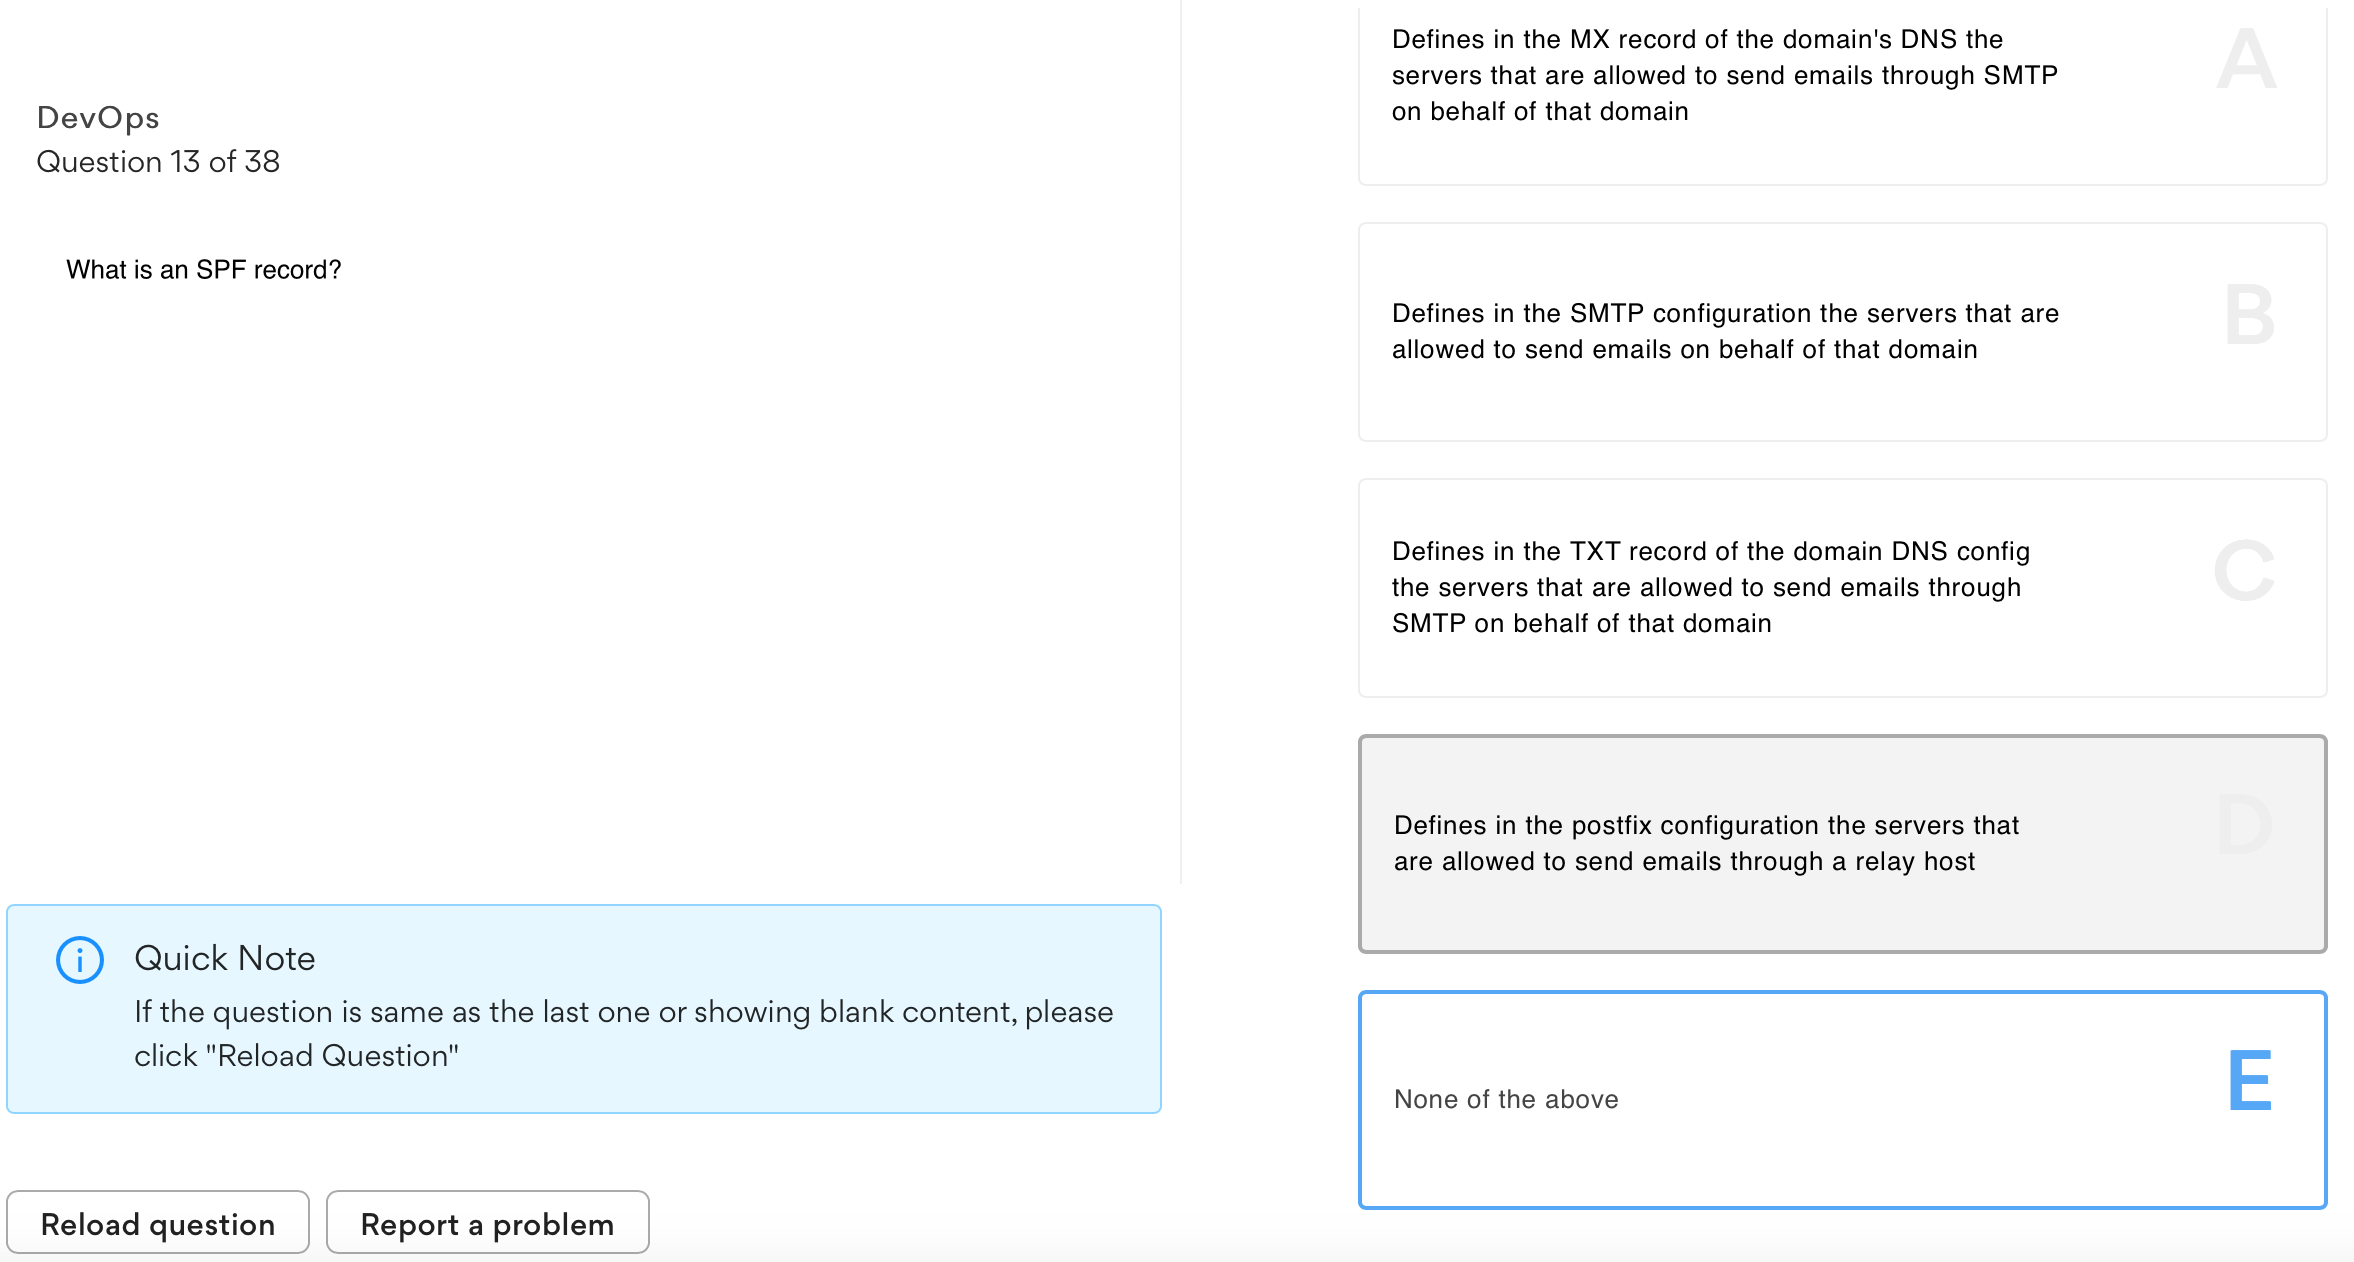 DevOps
Question 13 of 38
What is an SPF record?
Quick Note
If the question is same as the last one or showing blank content, please
click "Reload Question"
Reload question
Report a problem
Defines in the MX record of the domain's DNS the
servers that are allowed to send emails through SMTP
on behalf of that domain
A
Defines in the SMTP configuration the servers that are
allowed to send emails on behalf of that domain
B
Defines in the TXT record of the domain DNS config
the servers that are allowed to send emails through
SMTP on behalf of that domain
C
Defines in the postfix configuration the servers that
are allowed to send emails through a relay host
D
None of the above
E